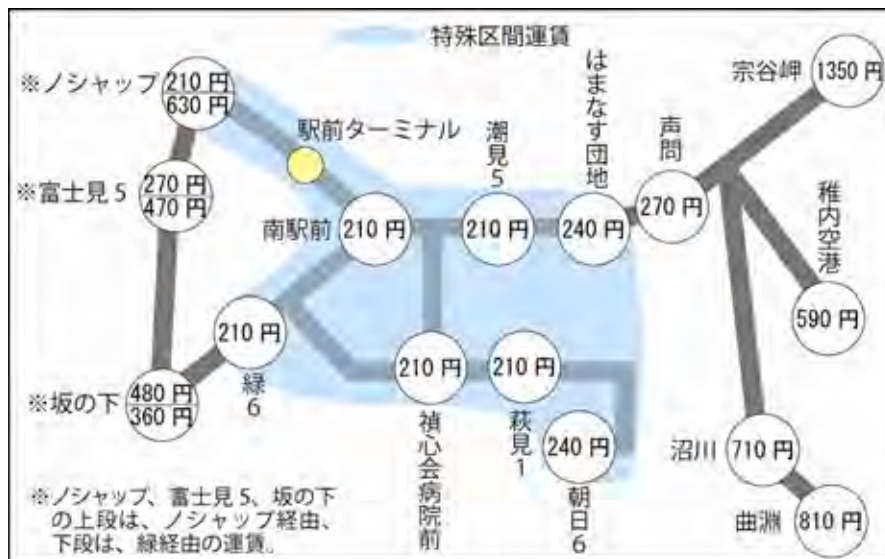 特殊区間運賃
※ノシャップ
210 円
630 円
駅前ターミナル
※富士見 5
270 円
470 円
南駅前
210 円
潮見5
210 円
はまなす団地
240 円
声問
270 円
宗谷岬
1350 円
稚内空港
590 円
緑6
210 円
※坂の下
480 円
360 円
禎心会病院前
210 円
萩見1
210 円
朝日6
240 円
沼川
710 円
曲淵
810 円
※ノシャップ、富士見 5、坂の下
の上段は、ノシャップ経由、
下段は、緑経由の運賃。